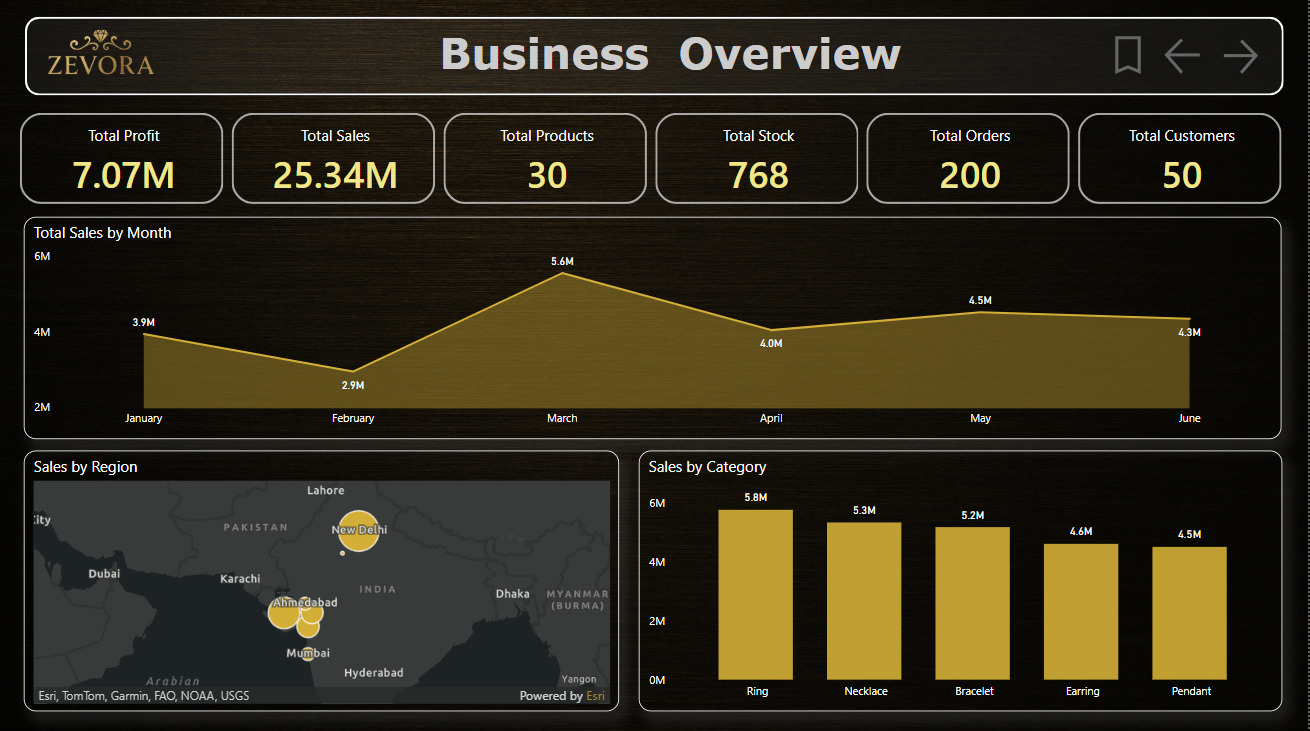 ZEVORA
Business Overview
Total Profit
7.07M
Total Sales
25.34M
Total Products
30
Total Stock
768
Total Orders
200
Total Customers
50
Total Sales by Month
6M
4M
2M
3.9M
2.9M
5.6M
4.0M
4.5M
4.3M
January
February
March
April
May
June
Sales by Region
Lahore
City
PAKISTAN
New Delhi
Dubai
Karachi
INDIA
Ahmedabad
Dhaka
MYANMAR
(BURMA)
Mumbai
Hyderabad
Arabian
Yangon
Esri, TomTom, Garmin, FAO, NOAA, USGS
Powered by Esri
Sales by Category
6M
4M
2M
0M
5.8M
5.3M
5.2M
4.6M
4.5M
Ring
Necklace
Bracelet
Earring
Pendant